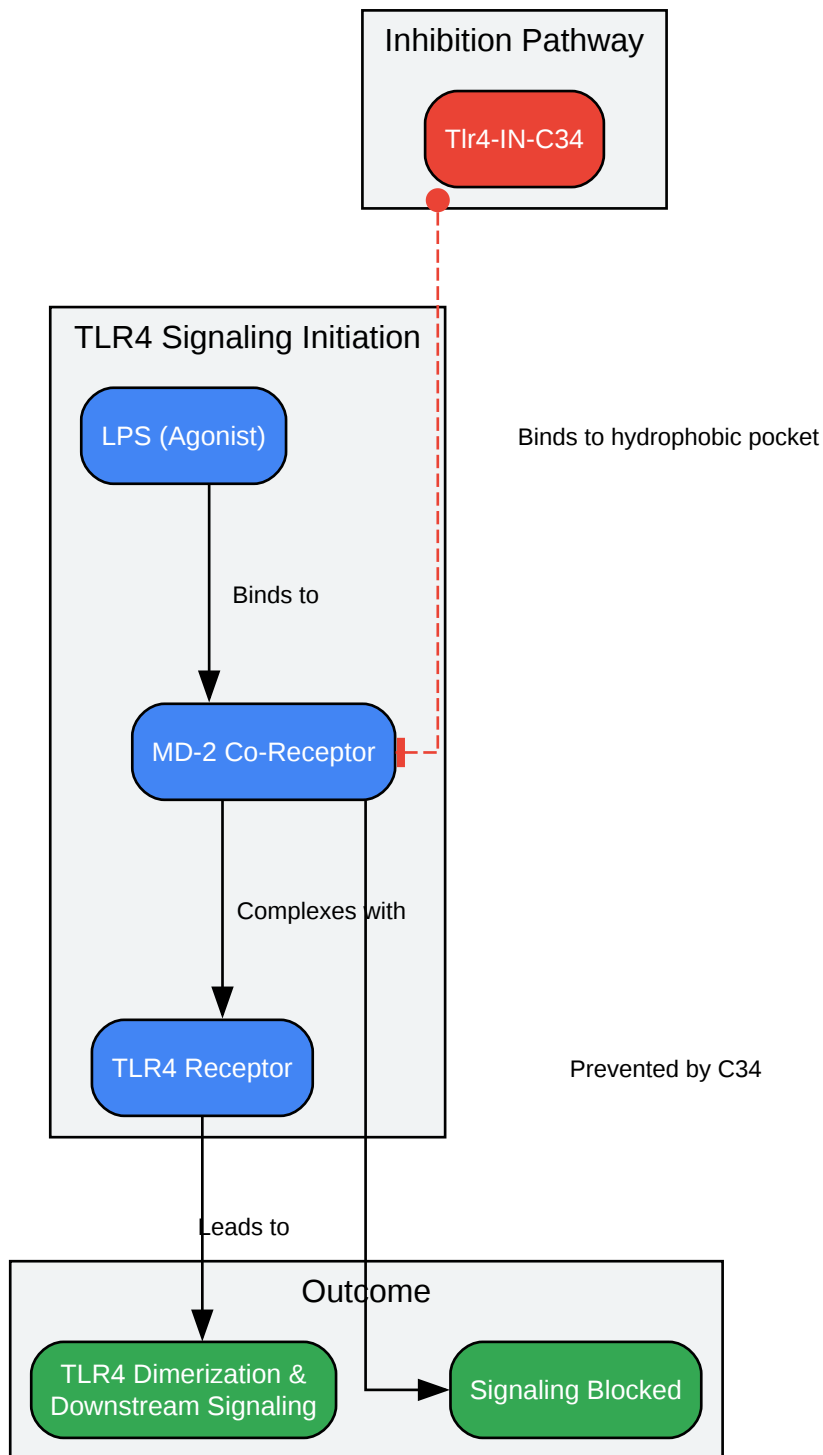 Inhibition Pathway
Tlr4-IN-C34
TLR4 Signaling Initiation
LPS (Agonist)
Binds to hydrophobic pocket
Binds to
MD-2 Co-Receptor
Complexes with
TLR4 Receptor
Prevented by C34
Leads to
Outcome
TLR4 Dimerization &
Downstream Signaling
Signaling Blocked